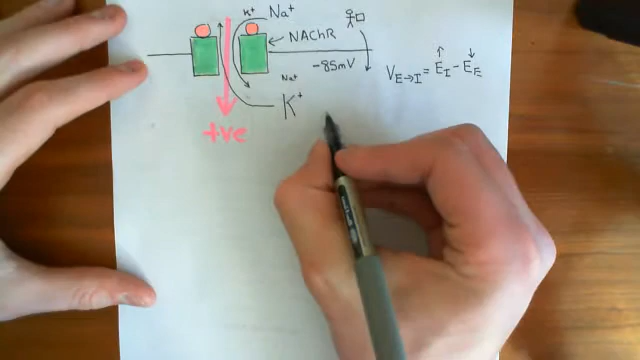 K+ Na+
NAChR
-85mV
Na+
K+
+ve
V E→I = E I - E E